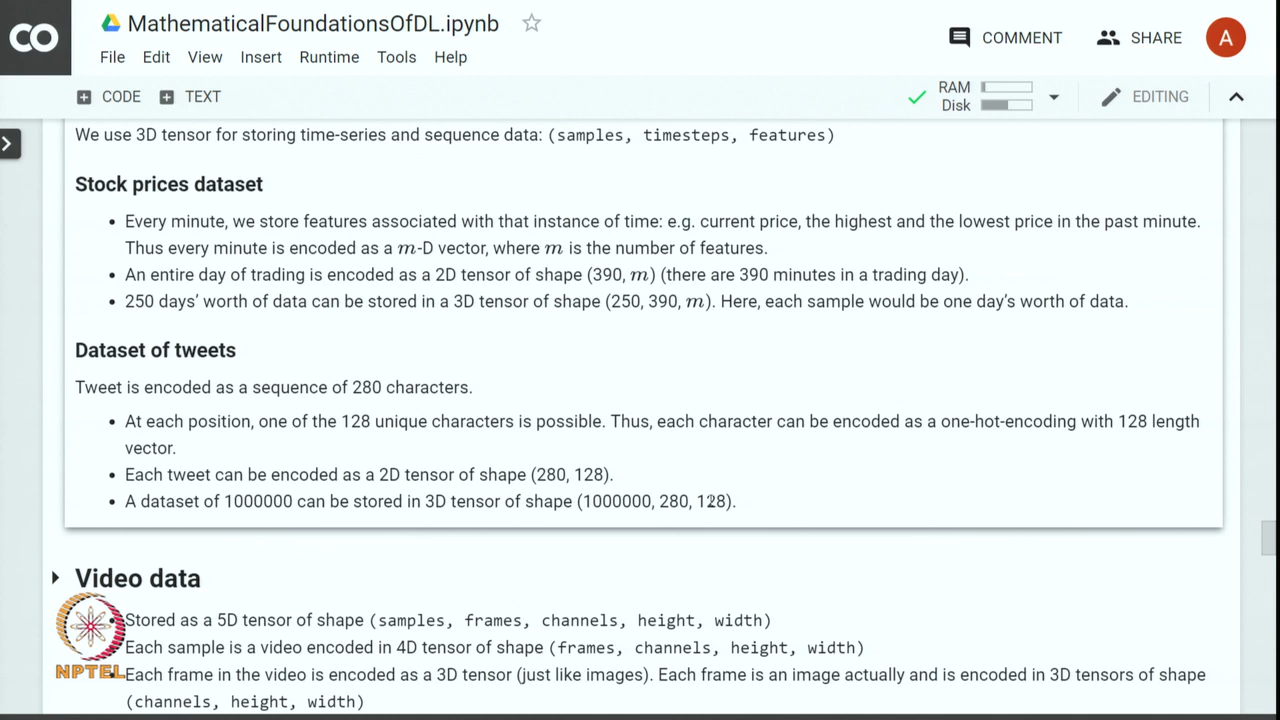 CO
MathematicalFoundationsOfDL.ipynb
COMMENT
SHARE
A
File Edit View Insert Runtime Tools Help
CODE TEXT
RAM
Disk
EDITING
We use 3D tensor for storing time-series and sequence data: (samples, timesteps, features)
Stock prices dataset
• Every minute, we store features associated with that instance of time: e.g. current price, the highest and the lowest price in the past minute.
Thus every minute is encoded as a m-D vector, where m is the number of features.
• An entire day of trading is encoded as a 2D tensor of shape (390, m) (there are 390 minutes in a trading day).
• 250 days' worth of data can be stored in a 3D tensor of shape (250, 390, m). Here, each sample would be one day's worth of data.
Dataset of tweets
Tweet is encoded as a sequence of 280 characters.
• At each position, one of the 128 unique characters is possible. Thus, each character can be encoded as a one-hot-encoding with 128 length
vector.
• Each tweet can be encoded as a 2D tensor of shape (280, 128).
• A dataset of 1000000 can be stored in 3D tensor of shape (1000000, 280, 128).
Video data
Stored as a 5D tensor of shape (samples, frames, channels, height, width)
Each sample is a video encoded in 4D tensor of shape (frames, channels, height, width)
Each frame in the video is encoded as a 3D tensor (just like images). Each frame is an image actually and is encoded in 3D tensors of shape
(channels, height, width)
NPTEL